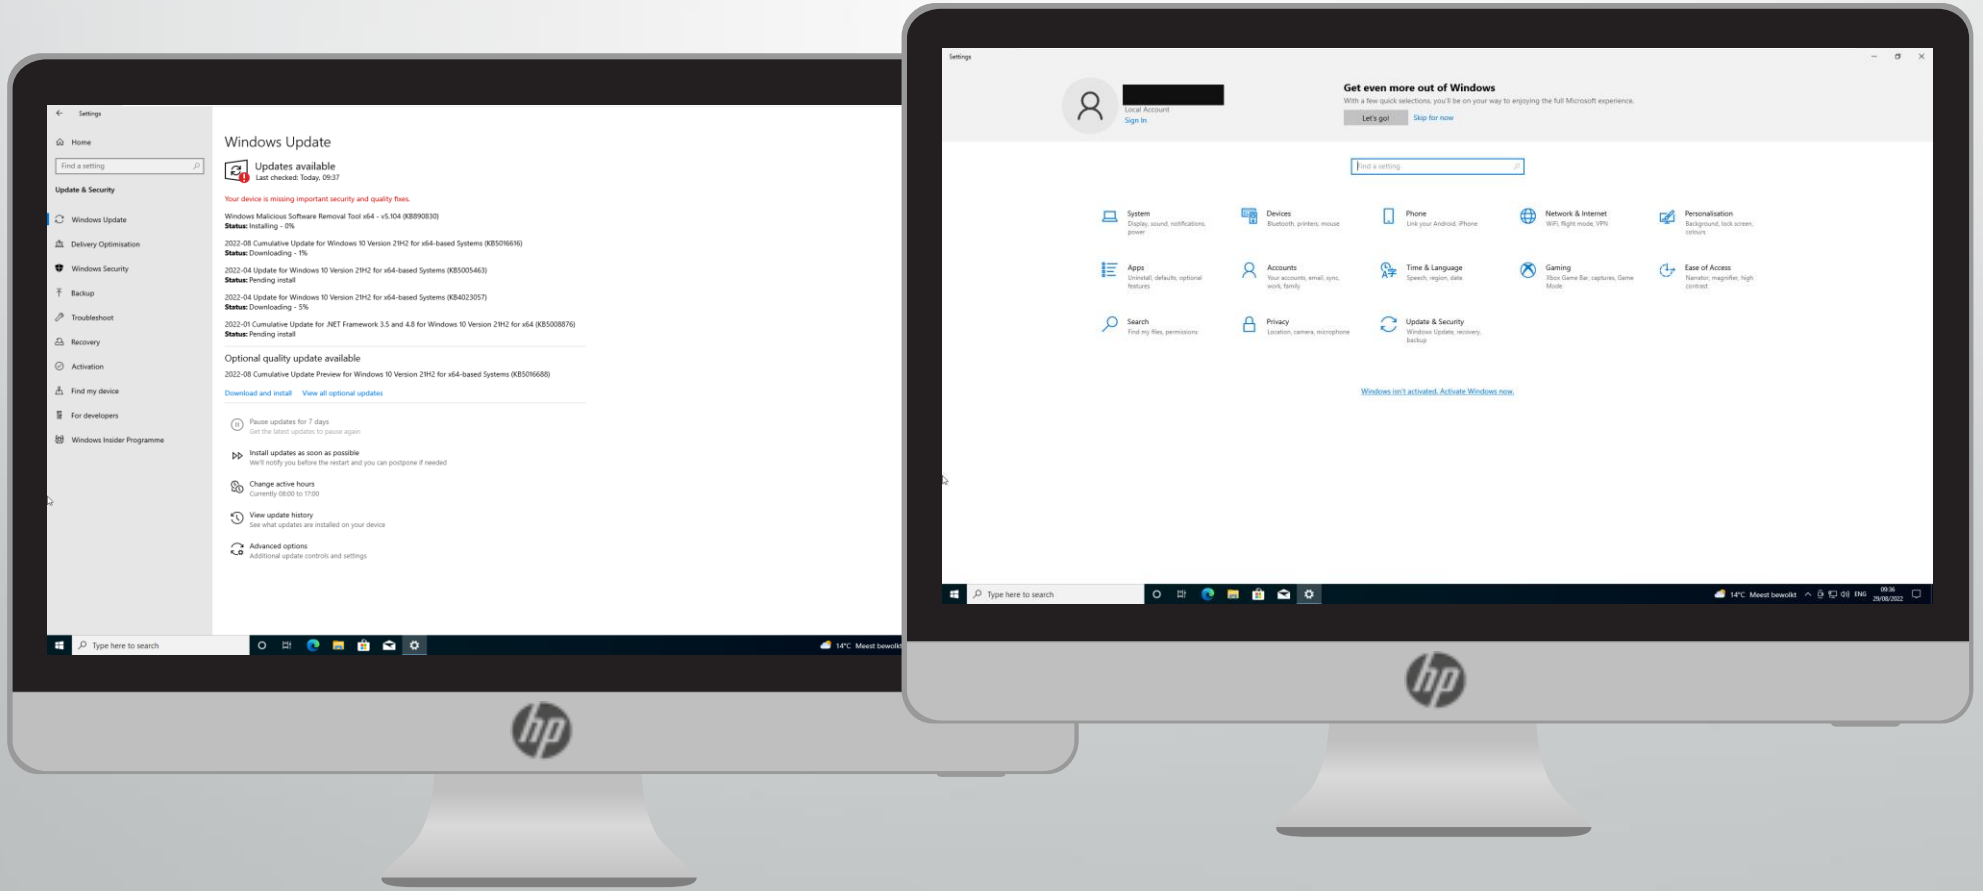 Settings
Home
Find a setting
Update & Security
Windows Update
Delivery Optimisation
Windows Security
Backup
Troubleshoot
Recovery
Activation
Find my device
For developers
Windows Insider Programme
Windows Update
Updates available
Last checked: Today, 09:37
Your device is missing important security and quality fixes.
Windows Malicious Software Removal Tool x64 - v5.104 (KB890830)
Status: Installing - 0%
2022-08 Cumulative Update for Windows 10 Version 21H2 for x64-based Systems (KB5016616)
Status: Downloading - 1%
2022-04 Update for Windows 10 Version 21H2 for x64-based Systems (KB5005463)
Status: Pending install
2022-04 Update for Windows 10 Version 21H2 for x64-based Systems (KB4023057)
Status: Downloading - 5%
2022-01 Cumulative Update for .NET Framework 3.5 and 4.8 for Windows 10 Version 21H2 for x64 (KB5008876)
Status: Pending install
Optional quality update available
2022-08 Cumulative Update Preview for Windows 10 Version 21H2 for x64-based Systems (KB5016688)
Download and install View all optional updates
Pause updates for 7 days
Get the latest updates to pause again
Install updates as soon as possible
We'll notify you before the restart and you can postpone if needed
Change active hours
Currently 08:00 to 17:00
View update history
See what updates are installed on your device
Advanced options
Additional update controls and settings
Type here to search
14°C Meest bewolkt
hp
Settings
Local Account
Sign in
Get even more out of Windows
With a few quick selections, you'll be on your way to enjoying the full Microsoft experience.
Let's go! Skip for now
Find a setting
System
Display, sound, notifications,
power
Devices
Bluetooth, printers, mouse
Phone
Link your Android, iPhone
Network & Internet
WiFi, flight mode, VPN
Personalisation
Background, lock screen,
colours
Apps
Uninstall, defaults, optional
features
Accounts
Your accounts, email, sync,
work, family
Time & Language
Speech, region, date
Gaming
Xbox Game Bar, captures, Game
Mode
Ease of Access
Narrator, magnifier, high
contrast
Search
Find my files, permissions
Privacy
Location, camera, microphone
Update & Security
Windows Update, recovery,
backup
Windows isn't activated. Activate Windows now.
Type here to search
14°C Meest bewolkt
ENG
09:36
29/08/2022
hp